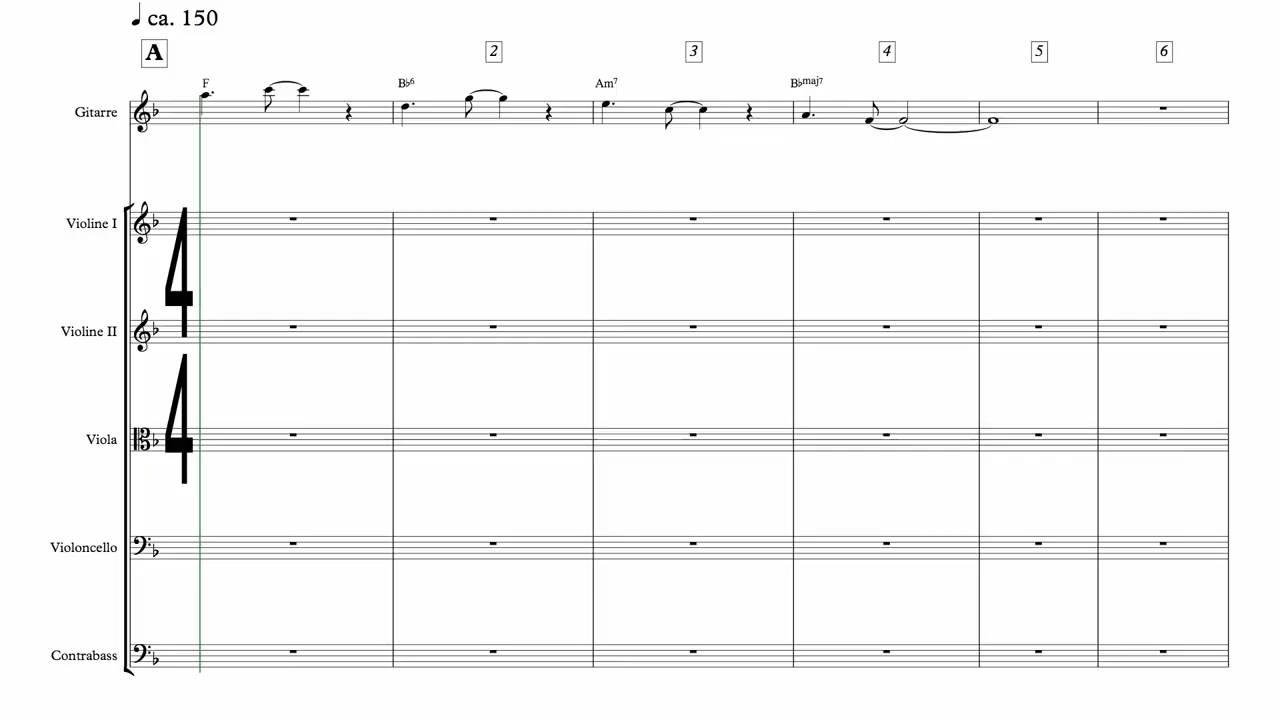 ♩ ca. 150
A 2 3 4 5 6
F B♭6 Am7 B♭maj7
Gitarre
Violine I
4
Violine II
4
Viola
Violoncello
Contrabass